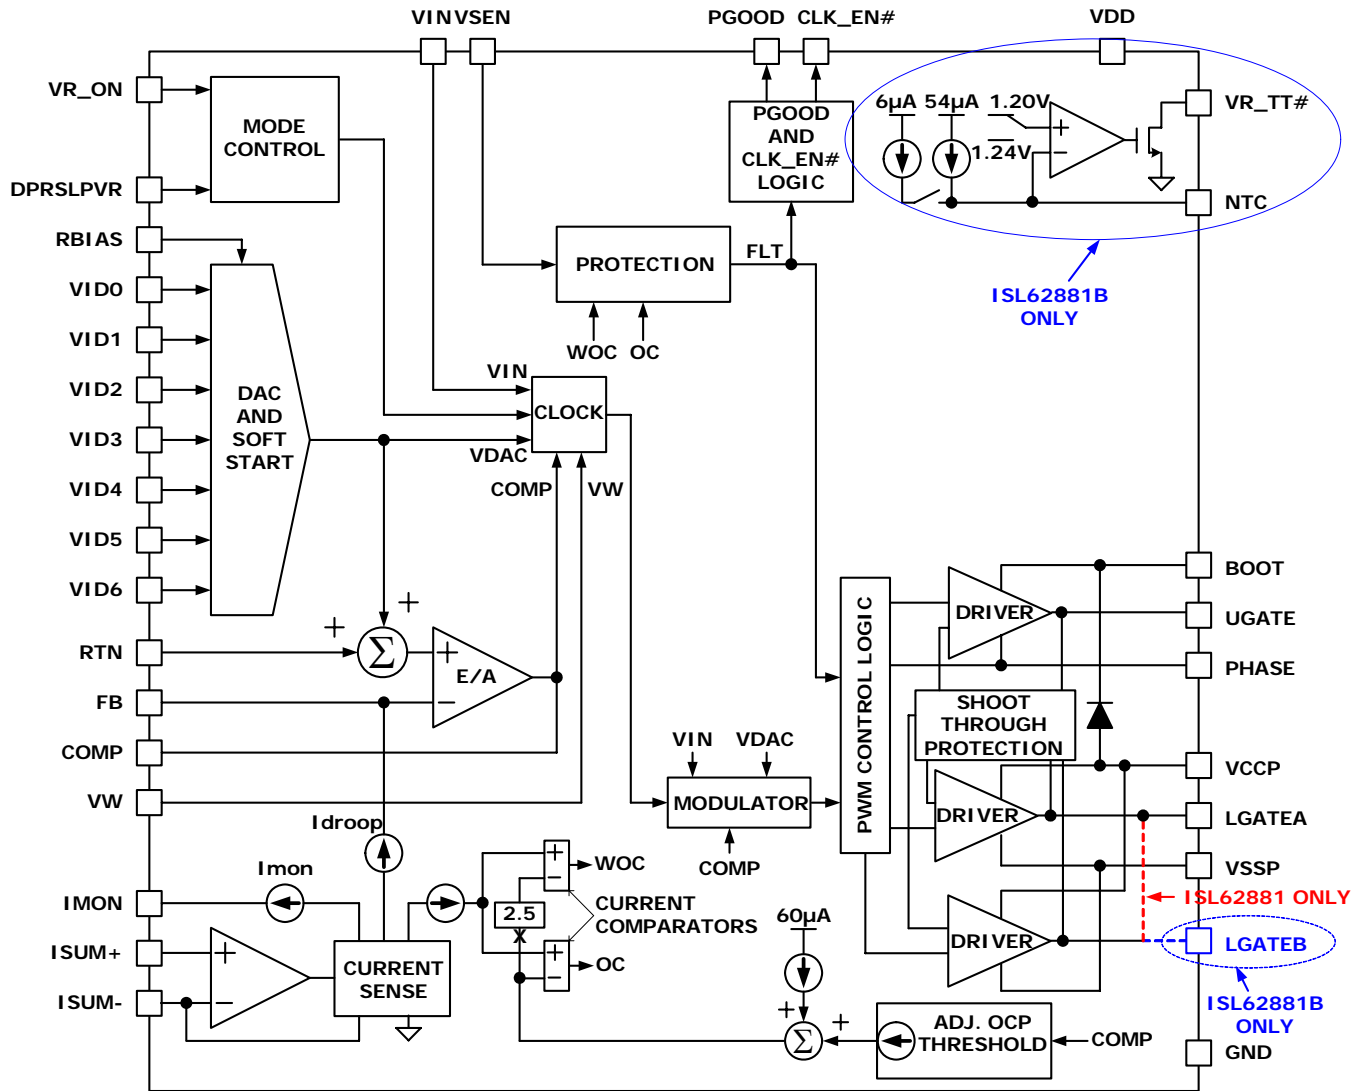 VIN VSEN
PGOOD CLK_EN#
VDD
VR_ON
MODE
CONTROL
DPRSLPVR
RBIAS
VID0
VID1
VID2
VID3
VID4
VID5
VID6
DAC
AND
SOFT
START
RTN
FB
COMP
VW
IMON
ISUM+
ISUM-
PGOOD
AND
CLK_EN#
LOGIC
6µA 54µA 1.20V
1.24V
+
−
VR_TT#
NTC
ISL62881B
ONLY
PROTECTION
FLT
WOC OC
VIN
CLOCK
VDAC
COMP
VW
+
+
Σ
+
−
E/A
Idroop
Imon
+
−
CURRENT
SENSE
2.5
X
+
−
WOC
CURRENT
COMPARATORS
+
−
OC
VIN VDAC
MODULATOR
COMP
60µA
+
+
Σ
ADJ. OCP
THRESHOLD
COMP
PWM CONTROL LOGIC
DRIVER
SHOOT
THROUGH
PROTECTION
DRIVER
DRIVER
BOOT
UGATE
PHASE
VCCP
LGATEA
VSSP
ISL62881 ONLY
LGATEB
ISL62881B
ONLY
GND